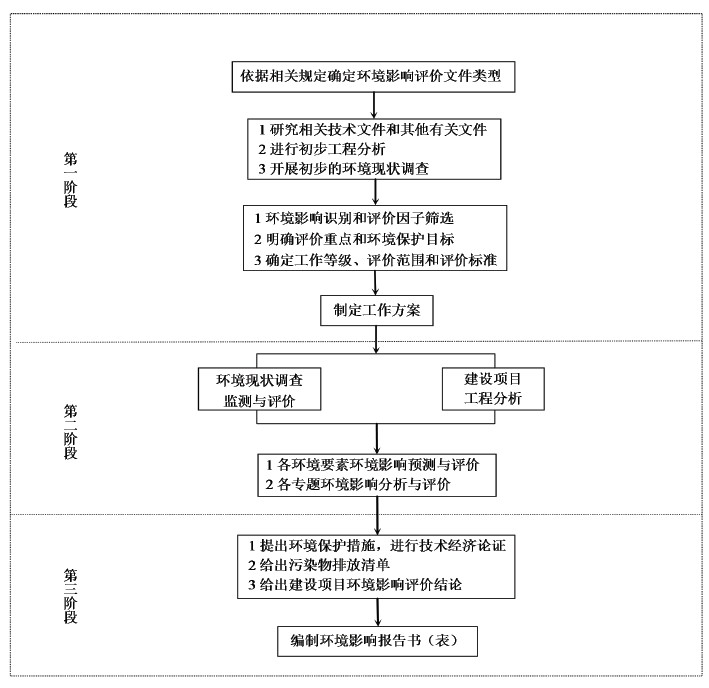 第一阶段
依据相关规定确定环境影响评价文件类型
1 研究相关技术文件和其他有关文件
2 进行初步工程分析
3 开展初步的环境现状调查
1 环境影响识别和评价因子筛选
2 明确评价重点和环境保护目标
3 确定工作等级、评价范围和评价标准
制定工作方案
第二阶段
环境现状调查
监测与评价
建设项目
工程分析
1 各环境要素环境影响预测与评价
2 各专题环境影响分析与评价
第三阶段
1 提出环境保护措施，进行技术经济论证
2 给出污染物排放清单
3 给出建设项目环境影响评价结论
编制环境影响报告书（表）